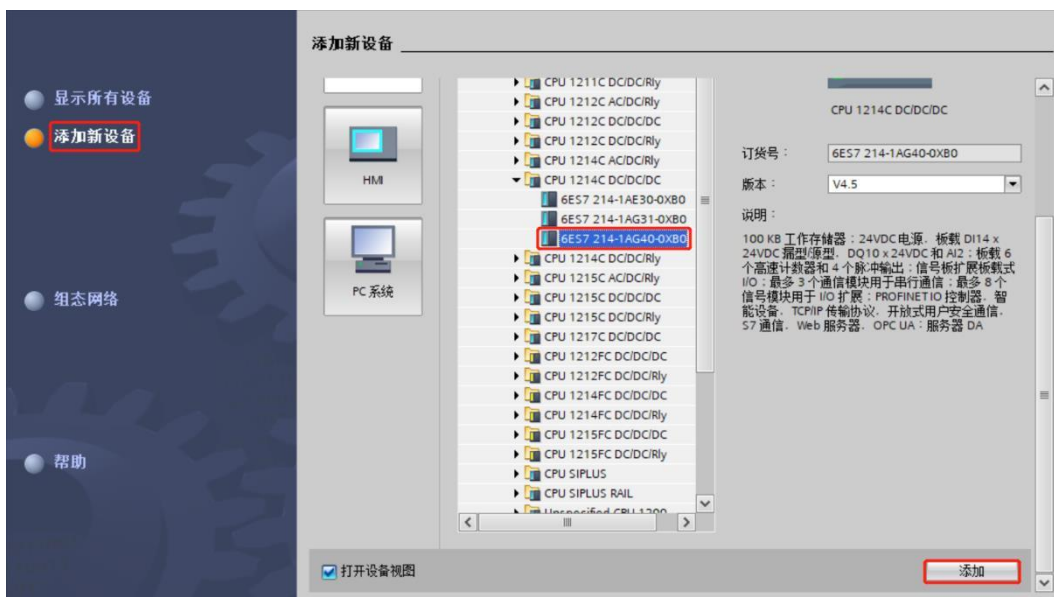 添加新设备
显示所有设备
添加新设备
组态网络
帮助
HMI
PC 系统
CPU 1211C DC/DC/Rly
CPU 1212C AC/DC/Rly
CPU 1212C DC/DC/DC
CPU 1212C DC/DC/Rly
CPU 1214C AC/DC/Rly
CPU 1214C DC/DC/DC
6ES7 214-1AE30-0XB0
6ES7 214-1AG31-0XB0
6ES7 214-1AG40-0XB0
CPU 1214C DC/DC/Rly
CPU 1215C AC/DC/Rly
CPU 1215C DC/DC/DC
CPU 1215C DC/DC/Rly
CPU 1217C DC/DC/DC
CPU 1212FC DC/DC/DC
CPU 1212FC DC/DC/Rly
CPU 1214FC DC/DC/DC
CPU 1214FC DC/DC/Rly
CPU 1215FC DC/DC/DC
CPU 1215FC DC/DC/Rly
CPU SIPLUS
CPU SIPLUS RAIL
Unspecified CPU 1200
CPU 1214C DC/DC/DC
订货号：
6ES7 214-1AG40-0XB0
版本：
V4.5
说明：
100 KB 工作存储器；24VDC 电源，板载 DI14 x
24VDC 漏型/源型，DQ10 x 24VDC 和 AI2；板载 6
个高速计数器和 4 个脉冲输出；信号板扩展板载式
I/O；最多 3 个通信模块用于串行通信；最多 8 个
信号模块用于 I/O 扩展；PROFINET IO 控制器，智
能设备，TCP/IP 传输协议，开放式用户安全通信，
S7 通信，Web 服务器，OPC UA：服务器 DA
打开设备视图
添加